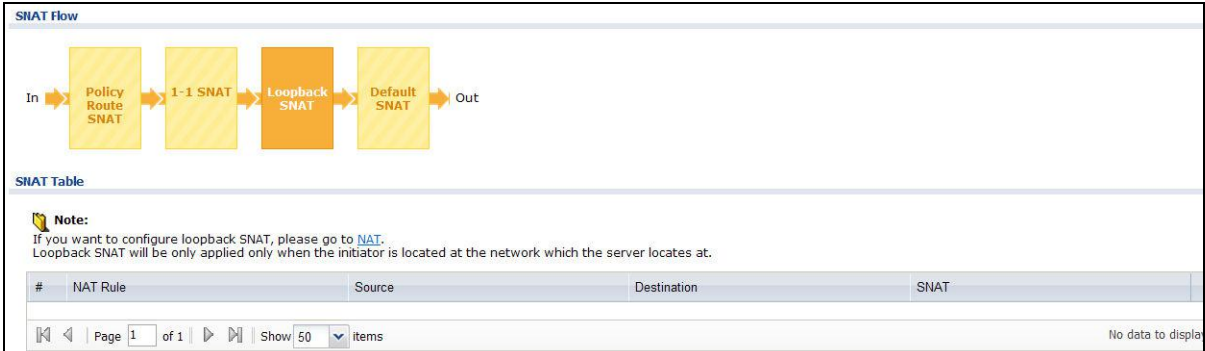 SNAT Flow
In
Policy
Route
SNAT
1-1 SNAT
Loopback
SNAT
Default
SNAT
Out
SNAT Table
Note:
If you want to configure loopback SNAT, please go to NAT.
Loopback SNAT will be only applied only when the initiator is located at the network which the server locates at.
# NAT Rule Source Destination SNAT
Page 1 of 1 Show 50 items No data to display